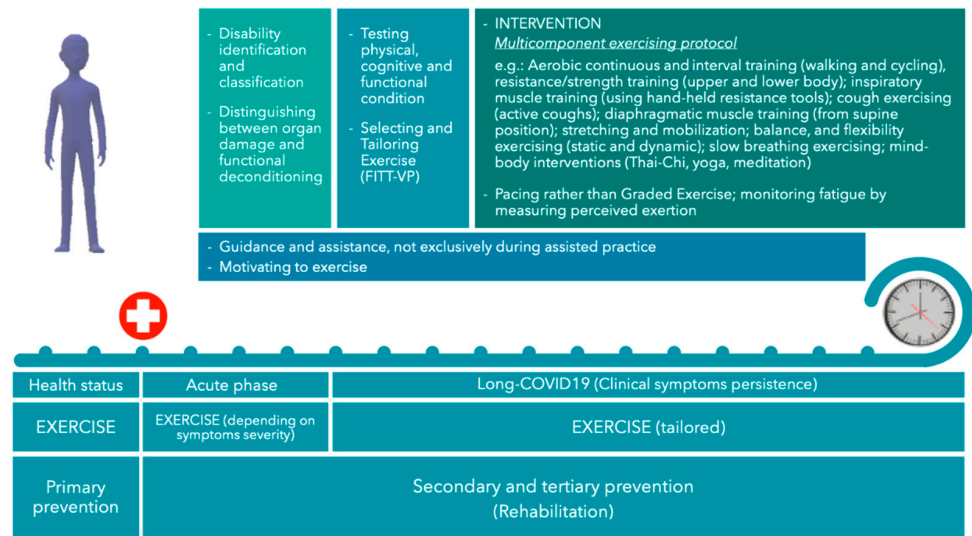 - Disability
identification
and
classification
- Distinguishing
between organ
damage and
functional
deconditioning
- Testing
physical,
cognitive and
functional
condition
- Selecting and
Tailoring
Exercise
(FITT-VP)
- INTERVENTION
Multicomponent exercising protocol
e.g.: Aerobic continuous and interval training (walking and cycling),
resistance/strength training (upper and lower body); inspiratory
muscle training (using hand-held resistance tools); cough exercising
(active coughs); diaphragmatic muscle training (from supine
position); stretching and mobilization; balance, and flexibility
exercising (static and dynamic); slow breathing exercising; mind-
body interventions (Thai-Chi, yoga, meditation)
- Pacing rather than Graded Exercise; monitoring fatigue by
measuring perceived exertion
- Guidance and assistance, not exclusively during assisted practice
- Motivating to exercise
Health status
Acute phase
Long-COVID19 (Clinical symptoms persistence)
EXERCISE
EXERCISE (depending on
symptoms severity)
EXERCISE (tailored)
Primary
prevention
Secondary and tertiary prevention
(Rehabilitation)